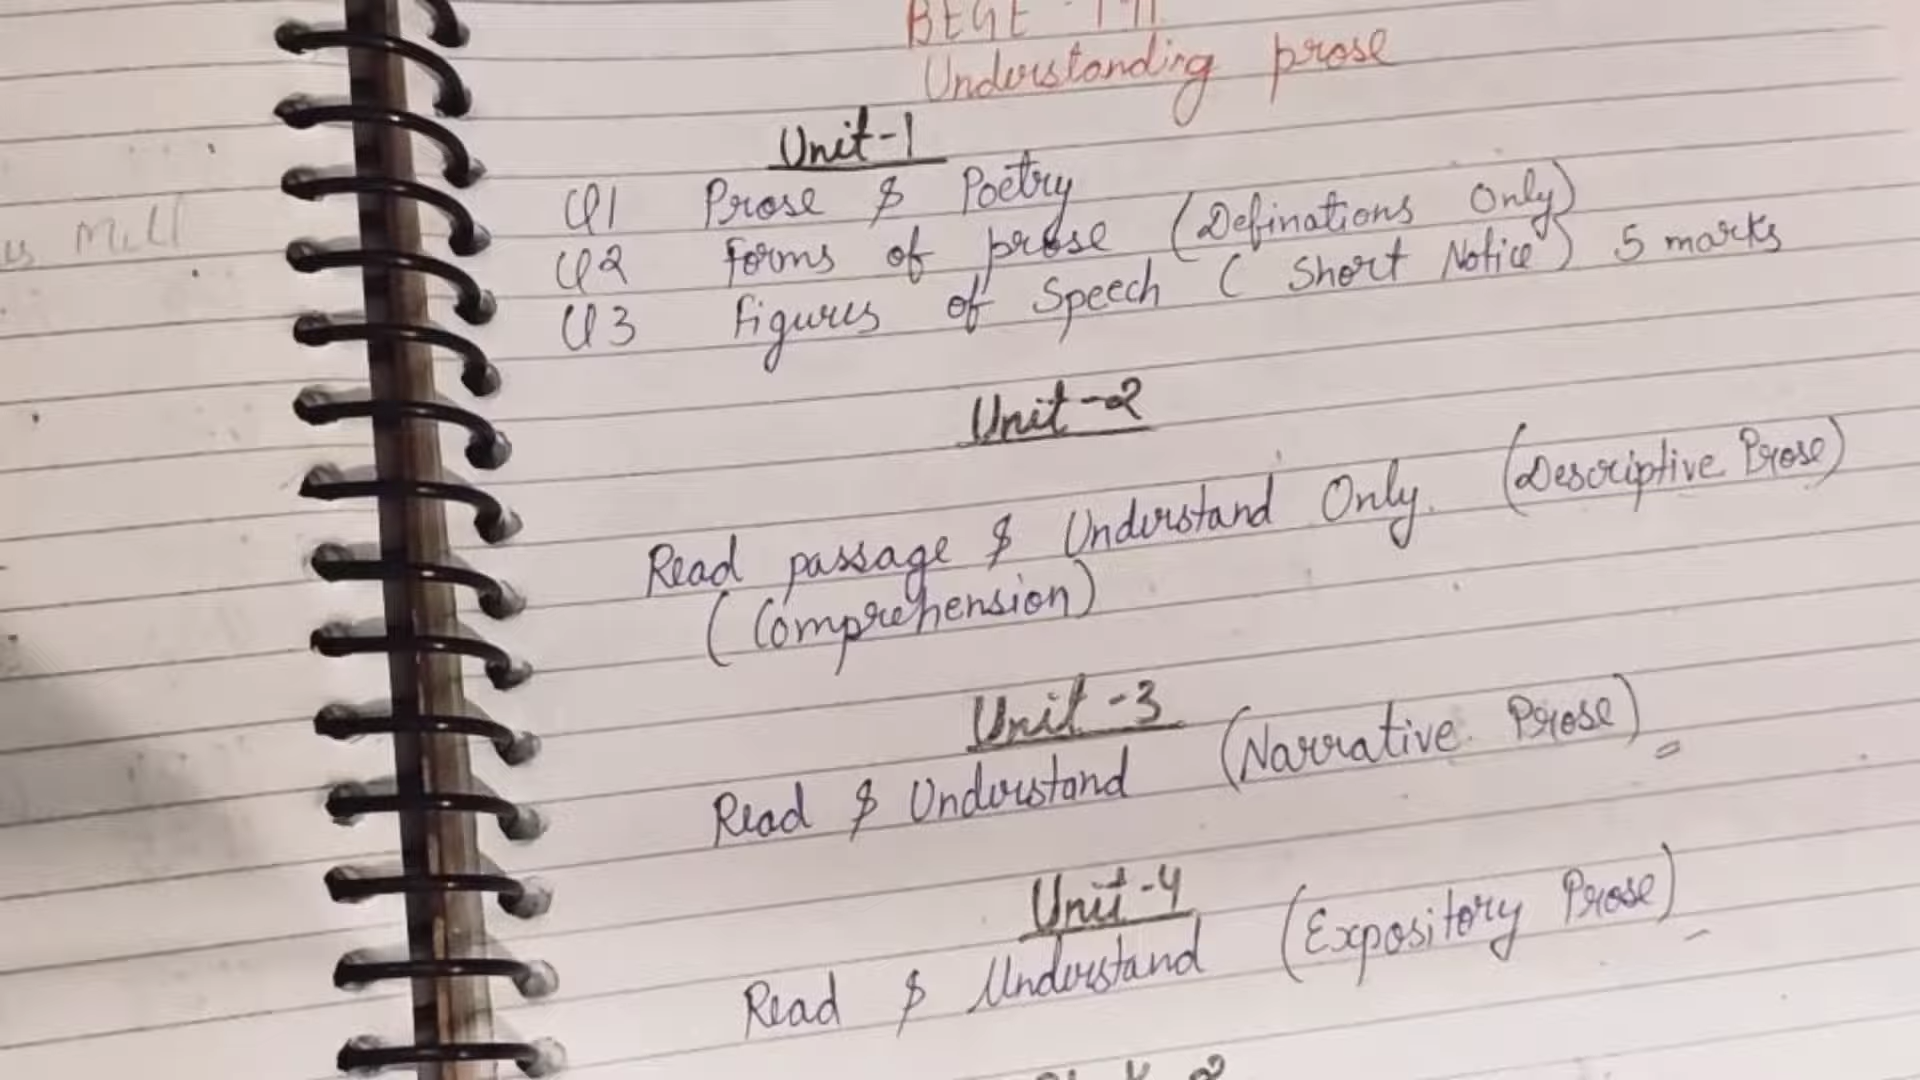 BEGE
Understanding prose
Unit-1
Q1 Prose & Poetry
Q2 Forms of prose (Definations Only)
Q3 Figures of Speech ( Short Notice ) 5 marks
Unit-2
Read passage & Understand Only. (Descriptive Prose)
(Comprehension)
Unit-3
Read & Understand (Narrative Prose)
Unit-4
Read & Understand (Expository Prose)